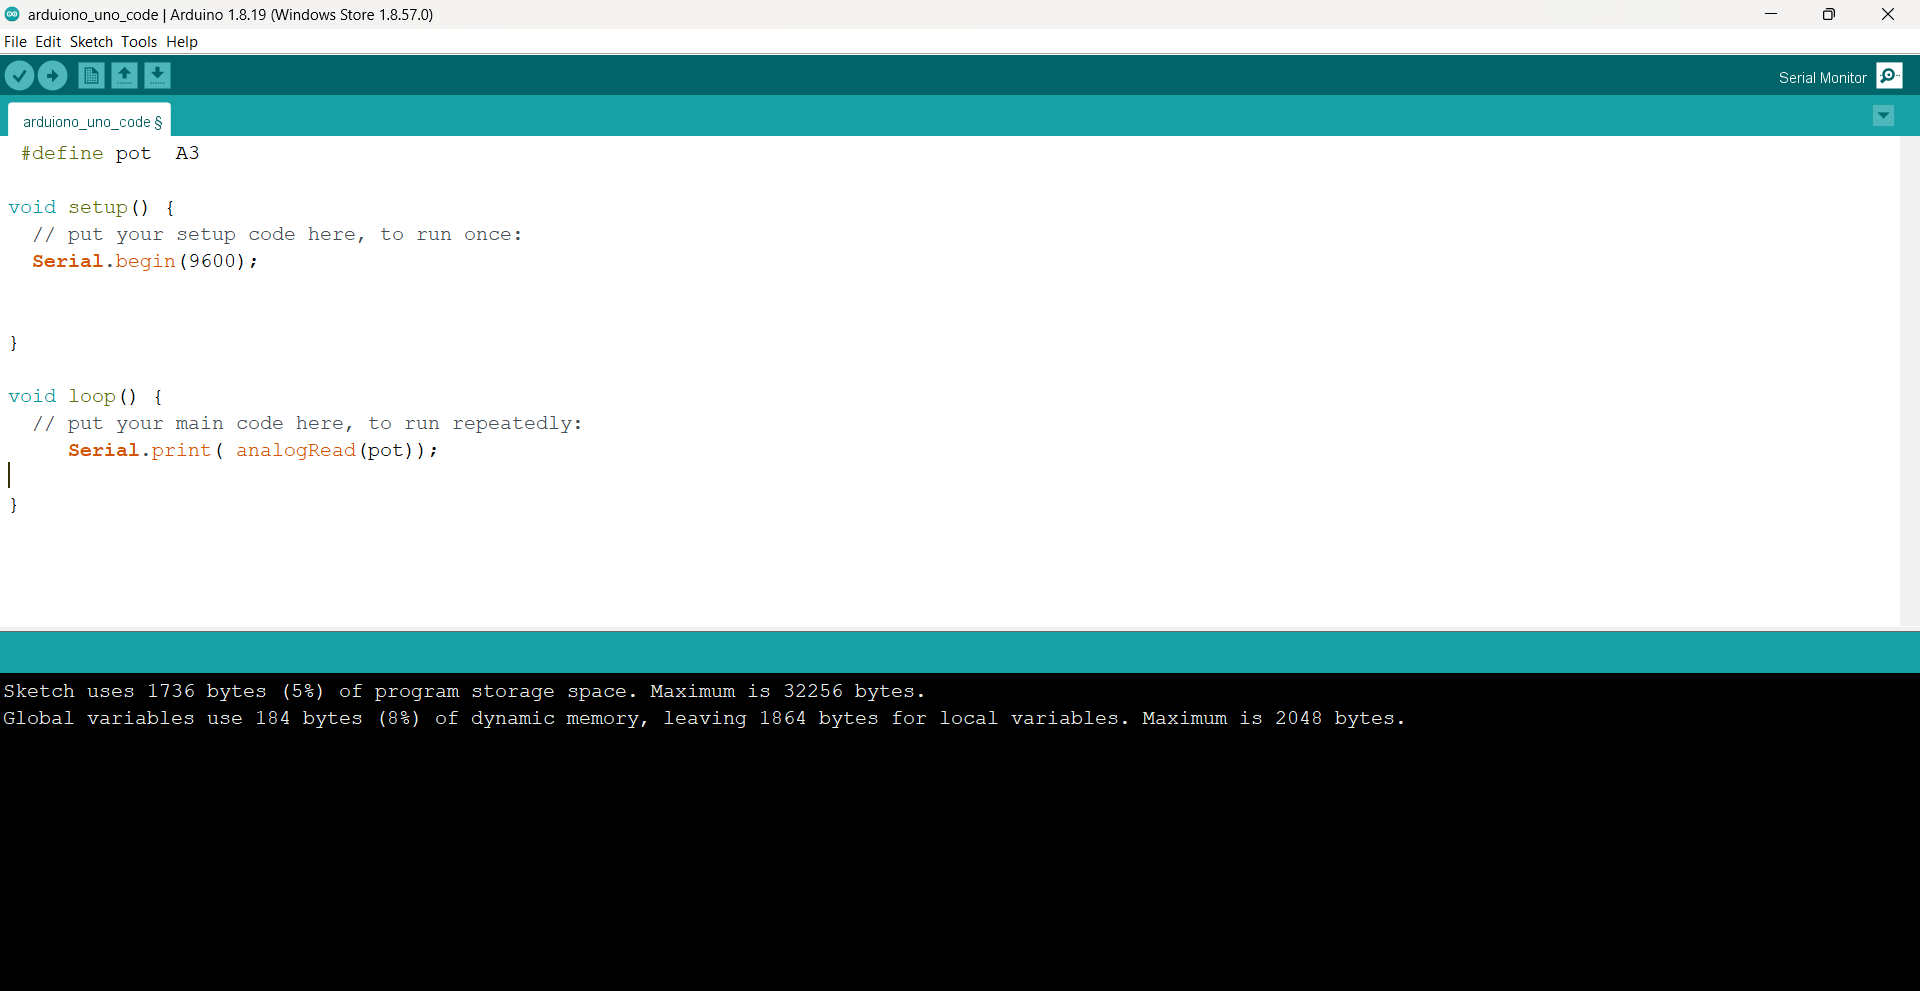 arduiono_uno_code | Arduino 1.8.19 (Windows Store 1.8.57.0)
File Edit Sketch Tools Help
Serial Monitor
arduiono_uno_code §
#define pot  A3
void setup() {
// put your setup code here, to run once:
Serial.begin(9600);
}
void loop() {
// put your main code here, to run repeatedly:
Serial.print( analogRead(pot));
}
Sketch uses 1736 bytes (5%) of program storage space. Maximum is 32256 bytes.
Global variables use 184 bytes (8%) of dynamic memory, leaving 1864 bytes for local variables. Maximum is 2048 bytes.